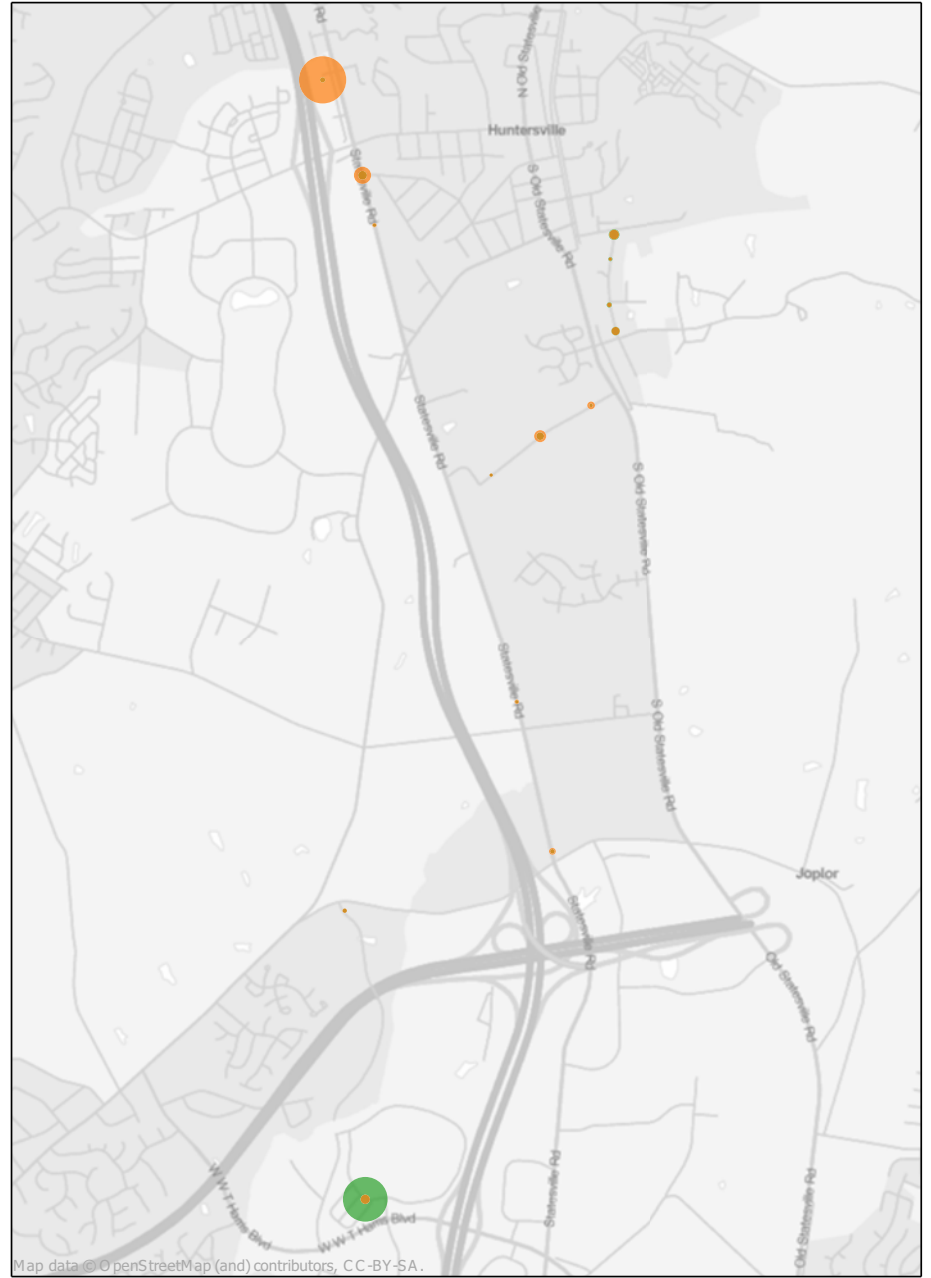 Rd
N Old Statesville
Huntersville
Statesville Rd
S Old Statesville Rd
Statesville Rd
S Old Statesville Rd
Statesville Rd
S Old Statesville Rd
Joplor
Statesville Rd
Old Statesville Rd
W W T Harris Blvd
Statesville Rd
Old Statesville Rd
W W T Harris Blvd
Map data © OpenStreetMap (and) contributors, CC-BY-SA.